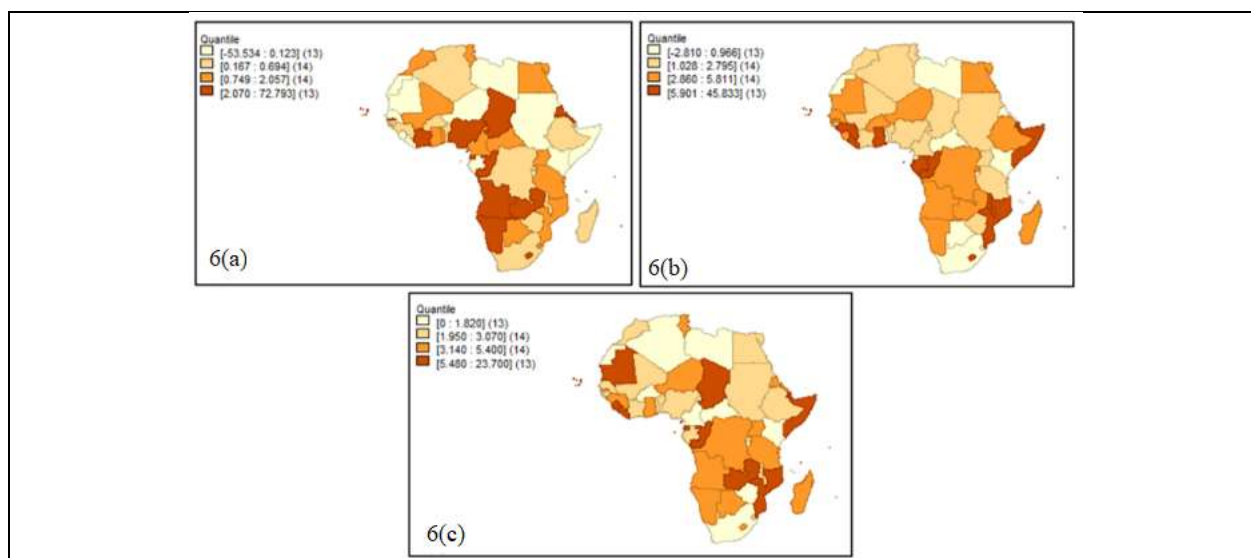 Quantile
[-53.534 : 0.123] (13)
[0.167 : 0.694] (14)
[0.749 : 2.057] (14)
[2.070 : 72.793] (13)
6(a)
Quantile
[-2.810 : 0.966] (13)
[1.028 : 2.795] (14)
[2.860 : 5.811] (14)
[5.901 : 45.833] (13)
6(b)
Quantile
[0 : 1.820] (13)
[1.950 : 3.070] (14)
[3.140 : 5.400] (14)
[5.480 : 23.700] (13)
6(c)